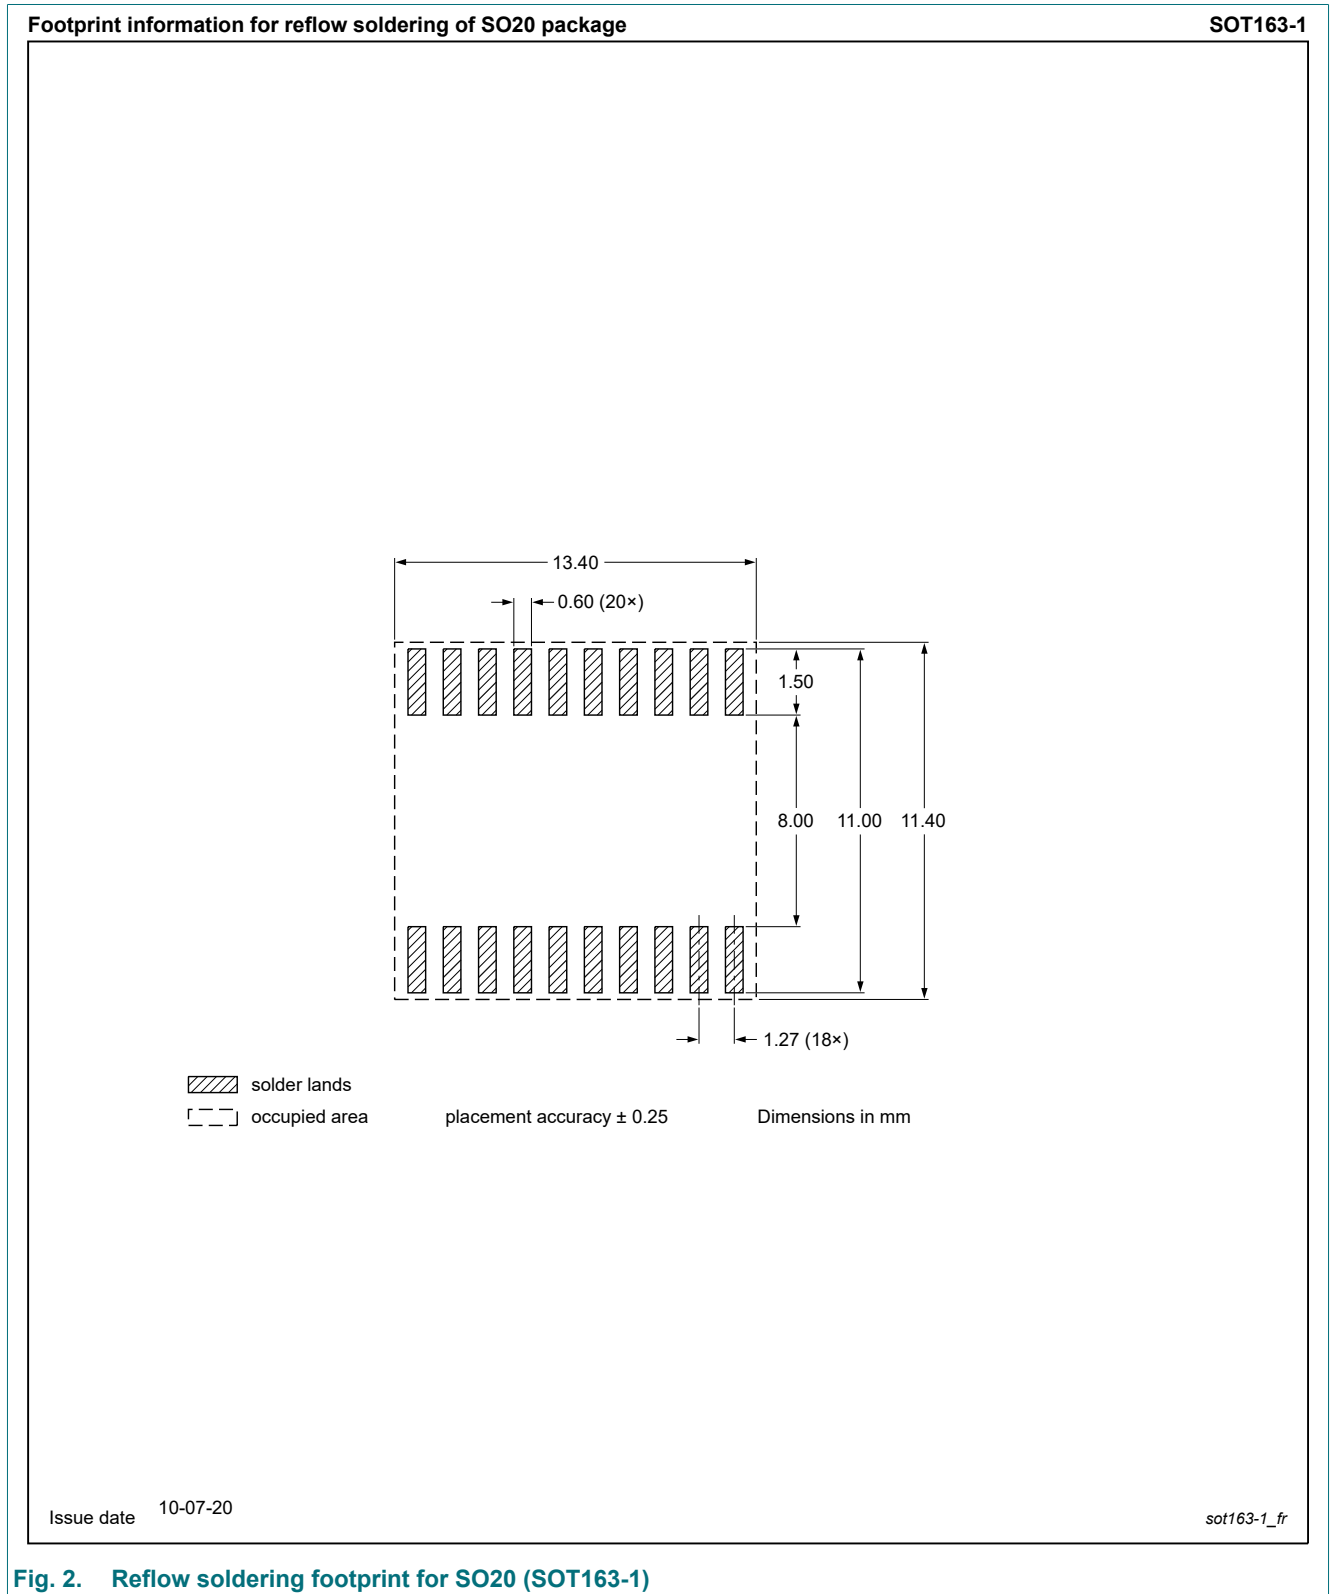 Footprint information for reflow soldering of SO20 package SOT163-1
13.40
0.60 (20×)
1.50
8.00 11.00 11.40
1.27 (18×)
solder lands
occupied area placement accuracy ± 0.25 Dimensions in mm
Issue date 10-07-20
sot163-1_fr
Fig. 2. Reflow soldering footprint for SO20 (SOT163-1)